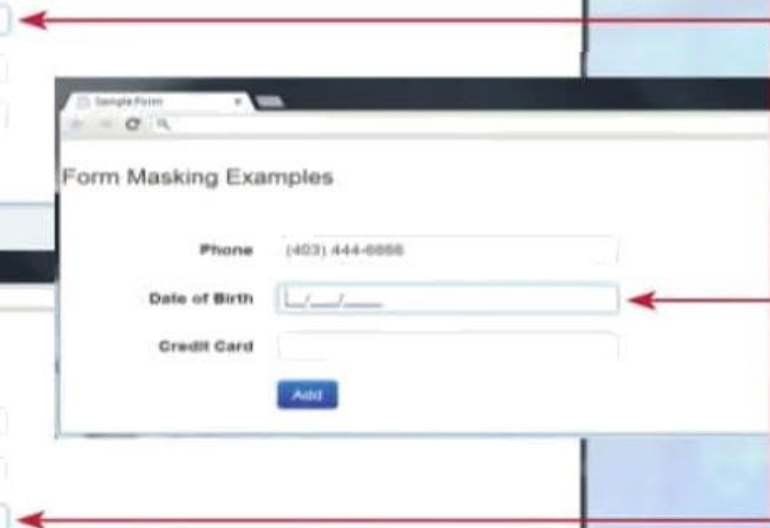 Sample Form
Form Masking Examples
Phone (403) 444-6666
Date of Birth __/__/____
Credit Card
Add